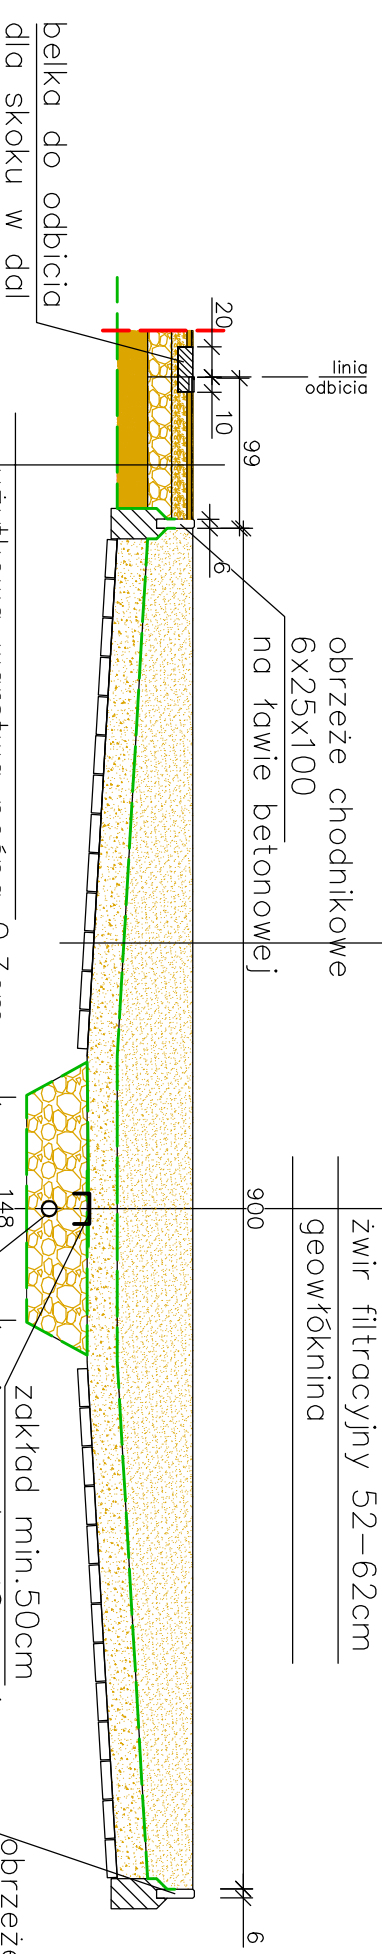 belka do odbicia
dla skoku w dal
20
10
linia
odbicia
99
6
obrzeże chodnikowe
6x25x100
na ławie betonowej
900
żwir filtracyjny 52-62cm
geowłóknina
148
zakład min.50cm
6
obrzeże